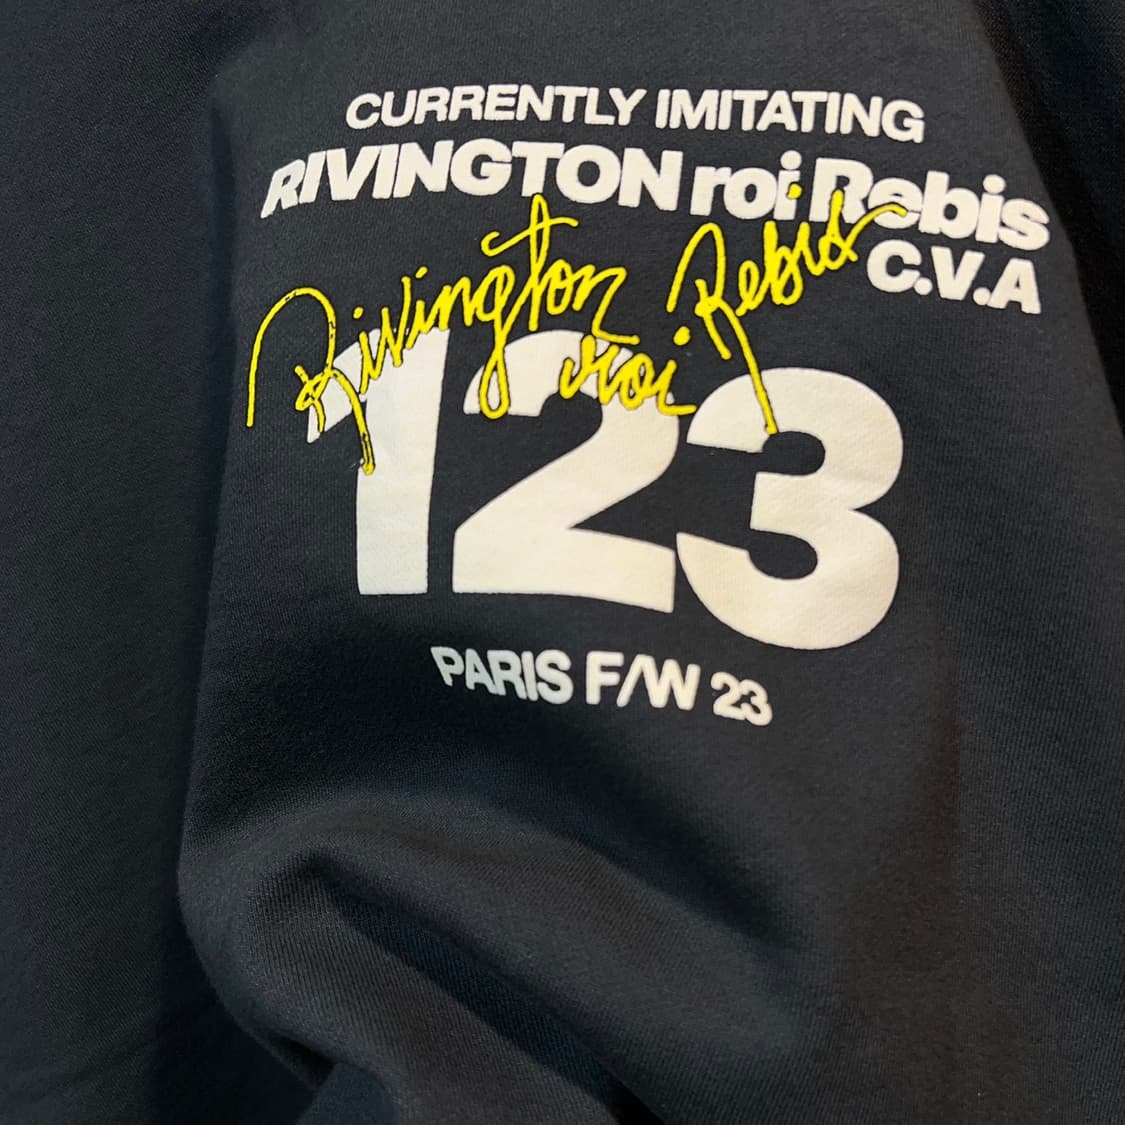 CURRENTLY IMITATING
RIVINGTON roi Rebis
C.V.A
Rivington
roi Rebis
123
PARIS F/W 23